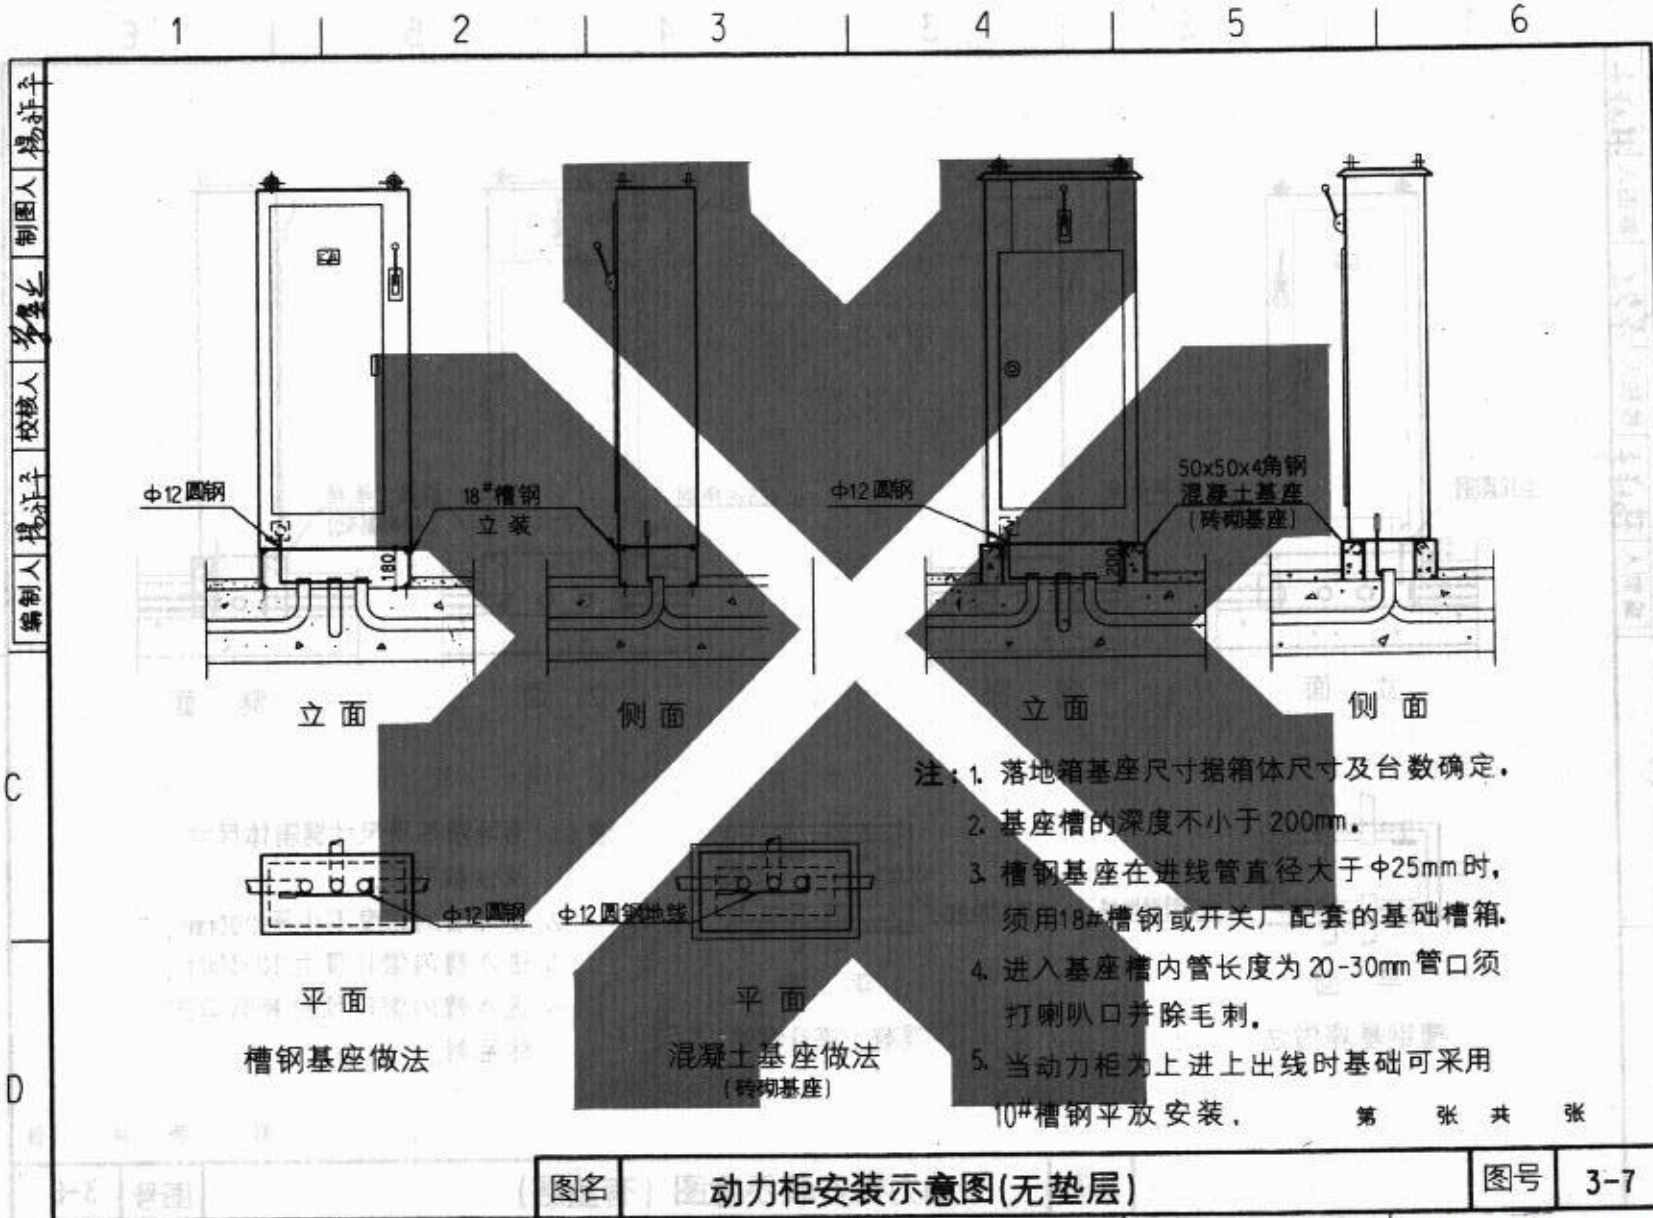 1 2 3 4 5 6
制图人
校核人
编制人
C
D
Φ12圆钢
18#槽钢
立装
Φ12圆钢
50x50x4角钢
混凝土基座
(砖砌基座)
180
200
立面
侧面
立面
侧面
Φ12圆钢
Φ12圆钢地线
平面
平面
槽钢基座做法
混凝土基座做法
(砖砌基座)
注:1. 落地箱基座尺寸据箱体尺寸及台数确定.
2. 基座槽的深度不小于200mm.
3. 槽钢基座在进线管直径大于Φ25mm时,
须用18#槽钢或开关厂配套的基础槽箱.
4. 进入基座槽内管长度为20-30mm管口须
打喇叭口并除毛刺.
5. 当动力柜为上进上出线时基础可采用
10#槽钢平放安装.
第 张 共 张
图名 动力柜安装示意图(无垫层) 图号 3-7